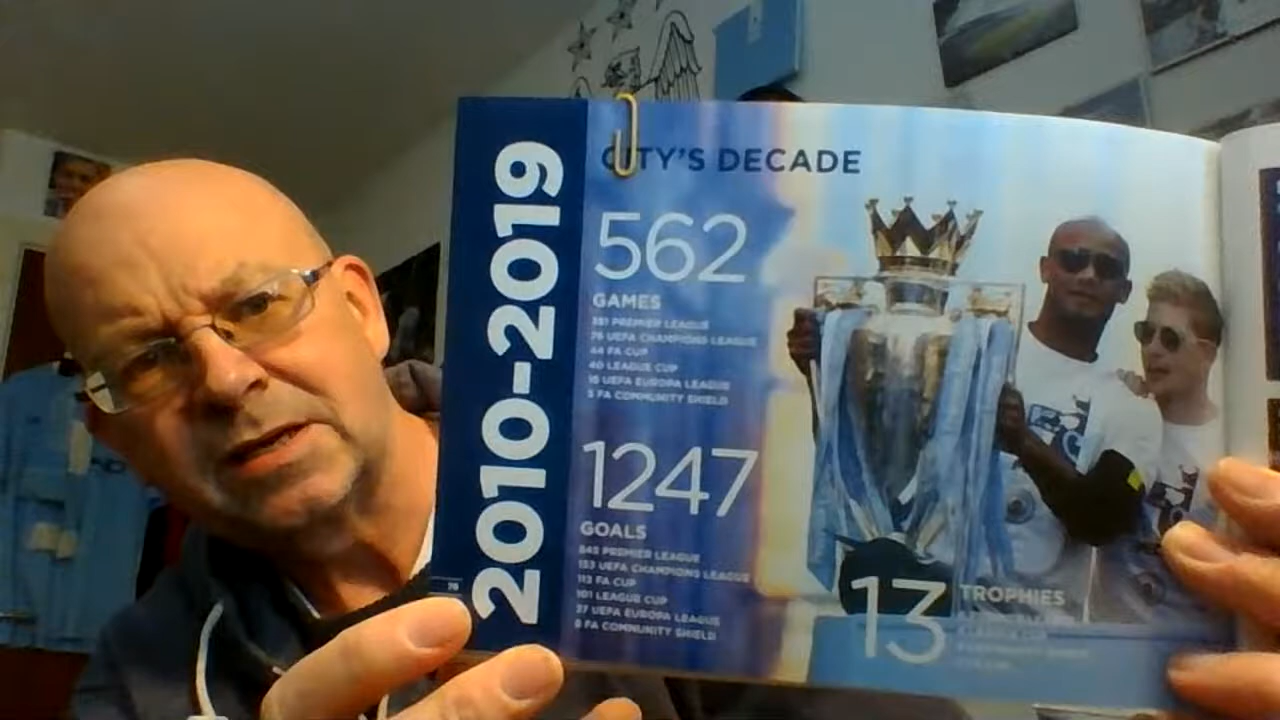 2010-2019
CITY'S DECADE
562
GAMES
381 PREMIER LEAGUE
76 UEFA CHAMPIONS LEAGUE
44 FA CUP
40 LEAGUE CUP
16 UEFA EUROPA LEAGUE
5 FA COMMUNITY SHIELD
1247
GOALS
845 PREMIER LEAGUE
153 UEFA CHAMPIONS LEAGUE
113 FA CUP
101 LEAGUE CUP
27 UEFA EUROPA LEAGUE
8 FA COMMUNITY SHIELD
13
TROPHIES